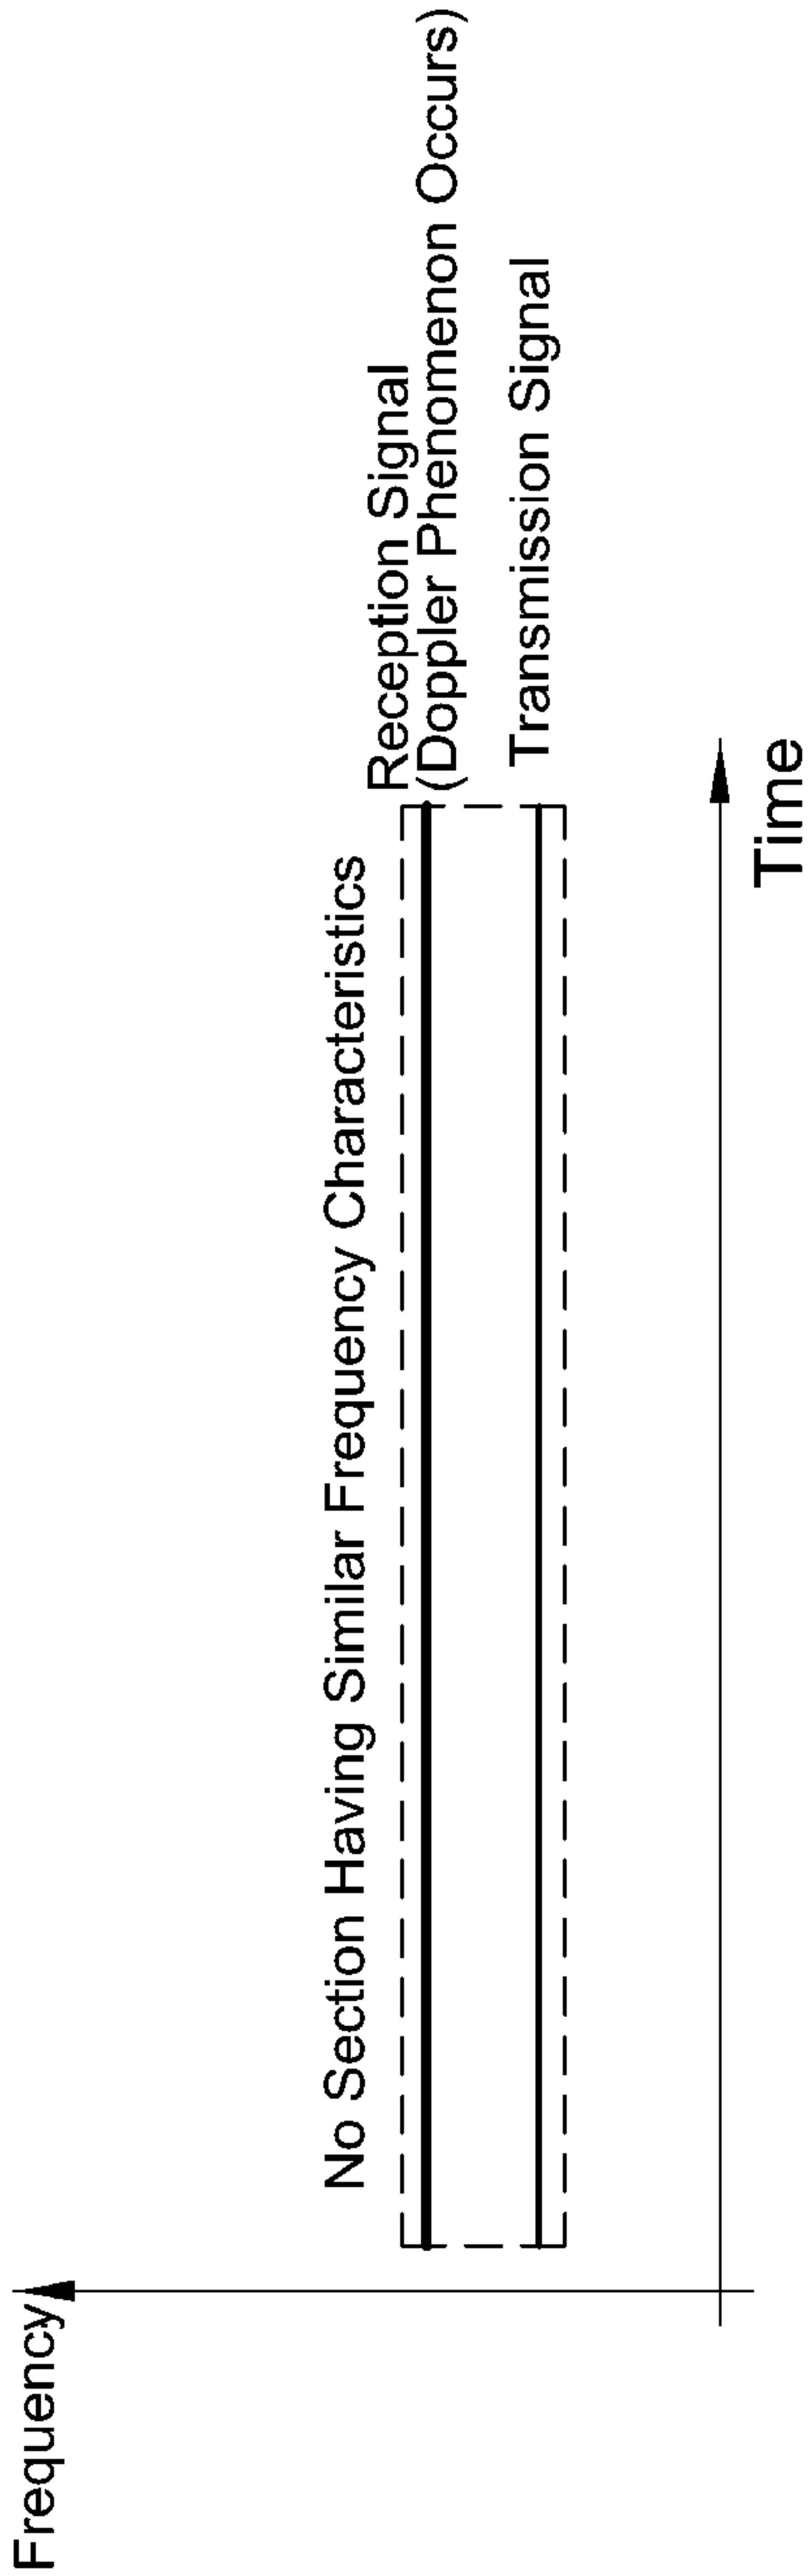 Frequency
No Section Having Similar Frequency Characteristics
Reception Signal
(Doppler Phenomenon Occurs)
Transmission Signal
Time